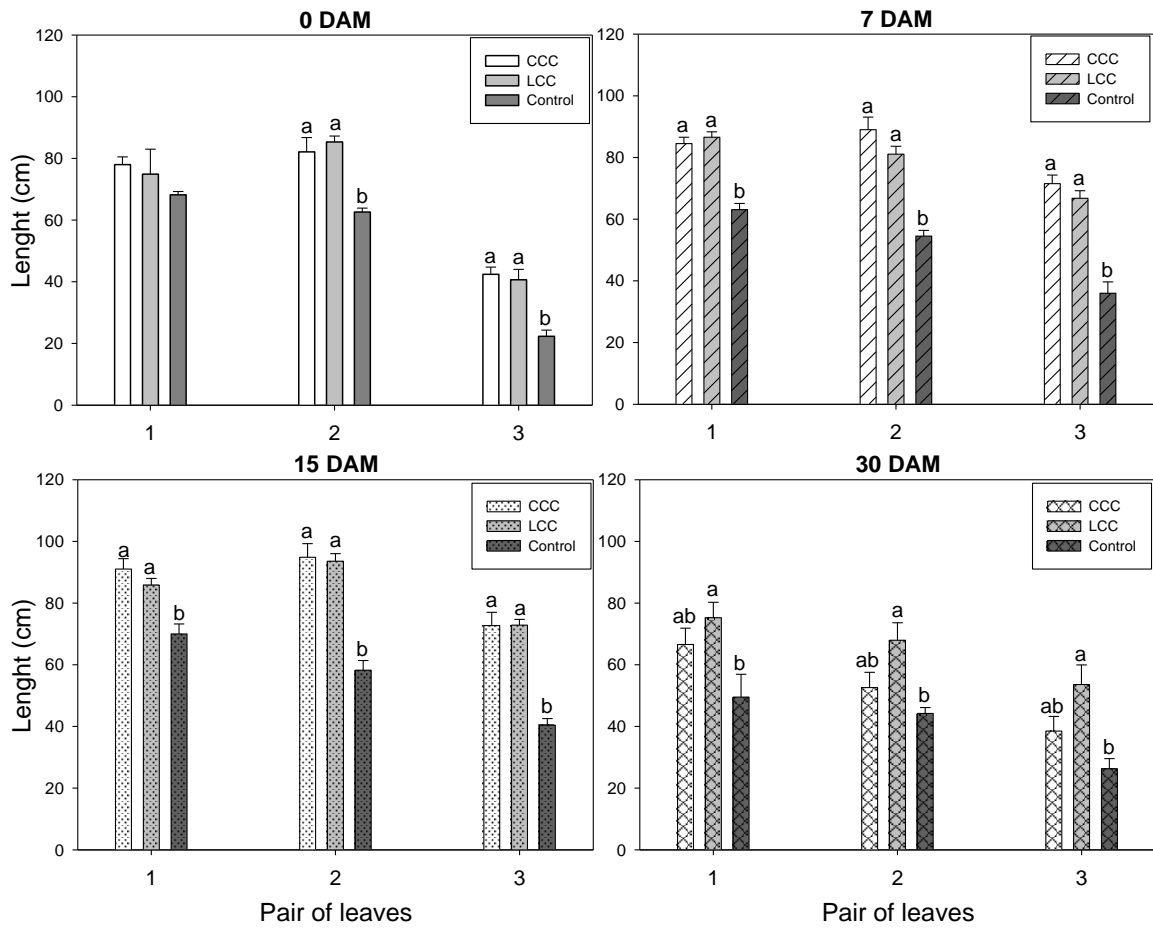 0 DAM
120
100
80
60
40
20
0
Lenght (cm)
CCC
LCC
Control
a a b
a a b
1 2 3
7 DAM
120
100
80
60
40
20
0
CCC
LCC
Control
a a b
a a b
a a b
1 2 3
15 DAM
120
100
80
60
40
20
0
Lenght (cm)
CCC
LCC
Control
a a b
a a b
a a b
1 2 3
Pair of leaves
30 DAM
120
100
80
60
40
20
0
CCC
LCC
Control
ab a b
ab a b
ab a b
1 2 3
Pair of leaves